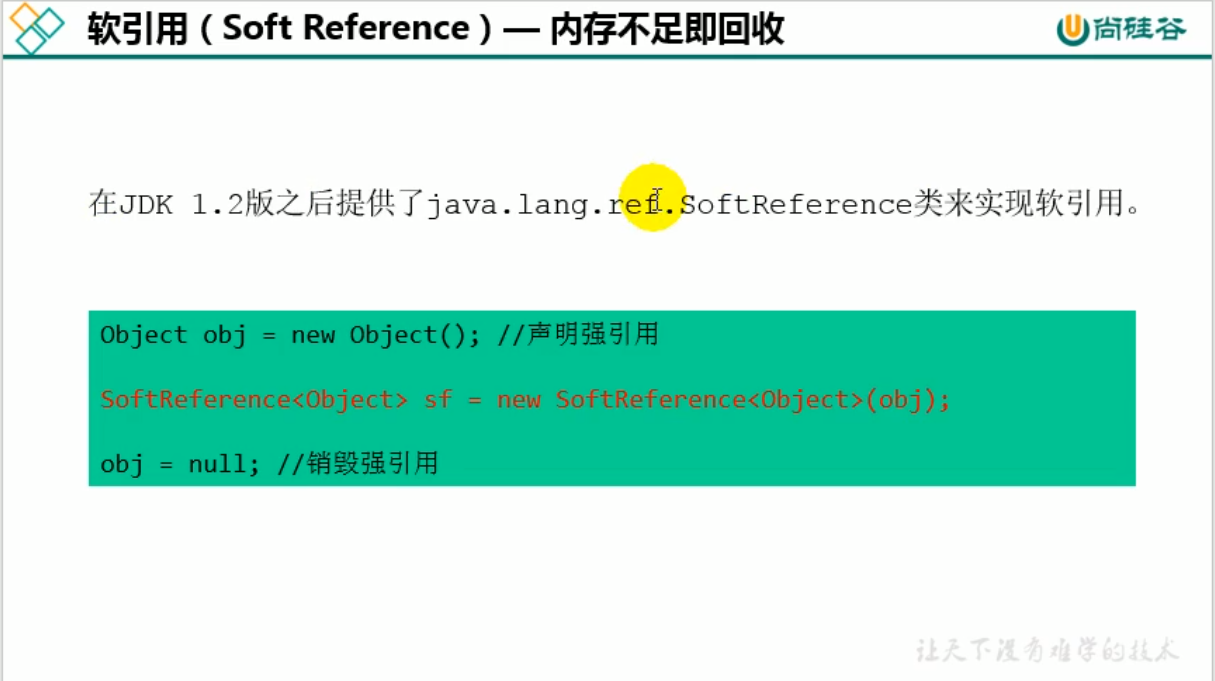 软引用（Soft Reference）— 内存不足即回收
尚硅谷
在JDK 1.2版之后提供了java.lang.ref.SoftReference类来实现软引用。
Object obj = new Object(); //声明强引用
SoftReference<Object> sf = new SoftReference<Object>(obj);
obj = null; //销毁强引用
让天下没有难学的技术